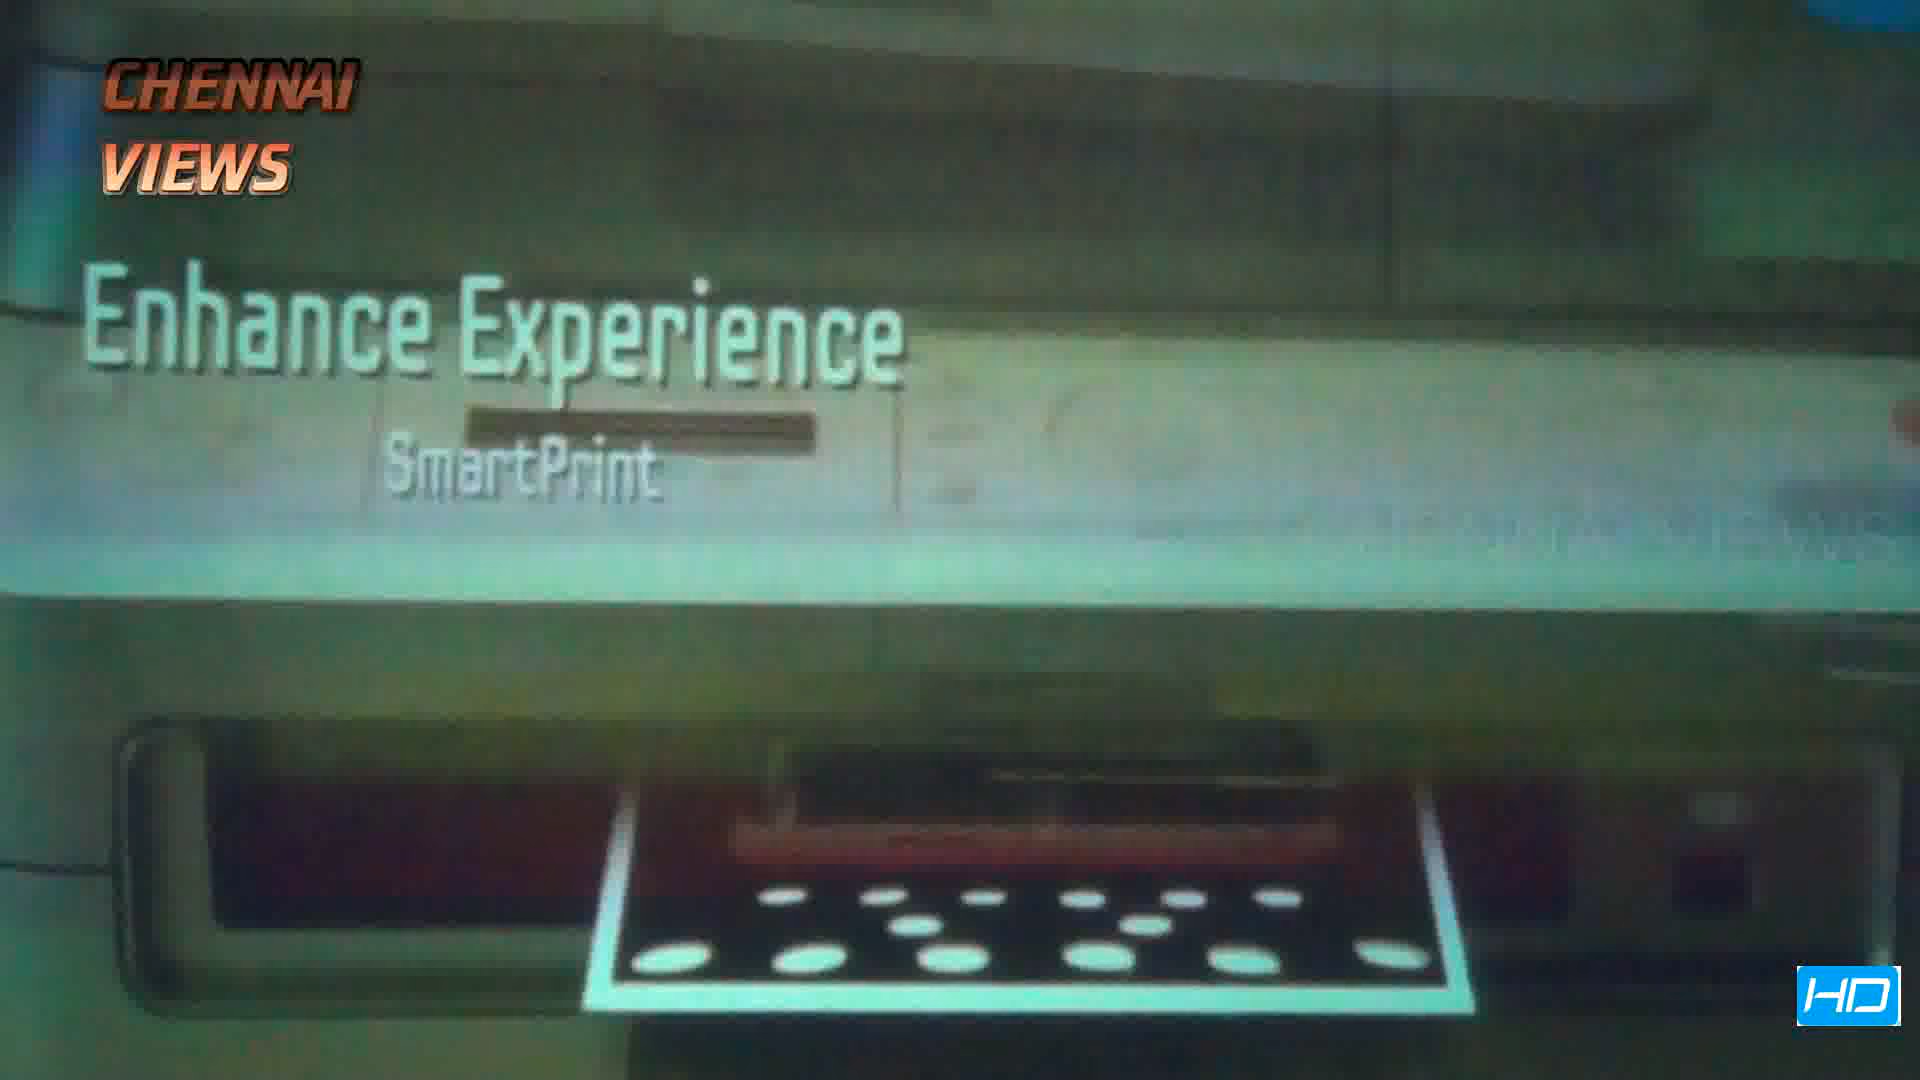 CHENNAI
VIEWS
Enhance Experience
SmartPrint
HD